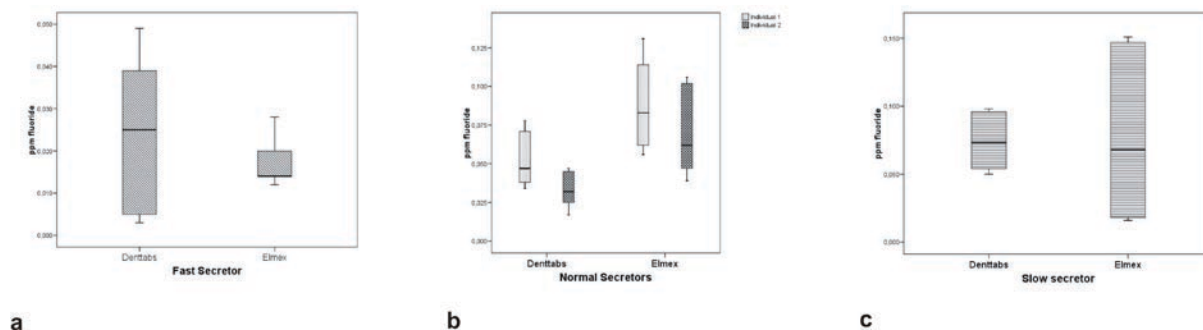 0,050
0,040
0,030
0,020
0,010
0,000
ppm fluoride
Denttabs Elmex
Fast Secretor
a
Individual 1
Individual 2
0,125
0,100
0,075
0,050
0,025
0,000
ppm fluoride
Denttabs Elmex
Normal Secretors
b
0,150
0,100
0,050
0,000
ppm fluoride
Denttabs Elmex
Slow secretor
c